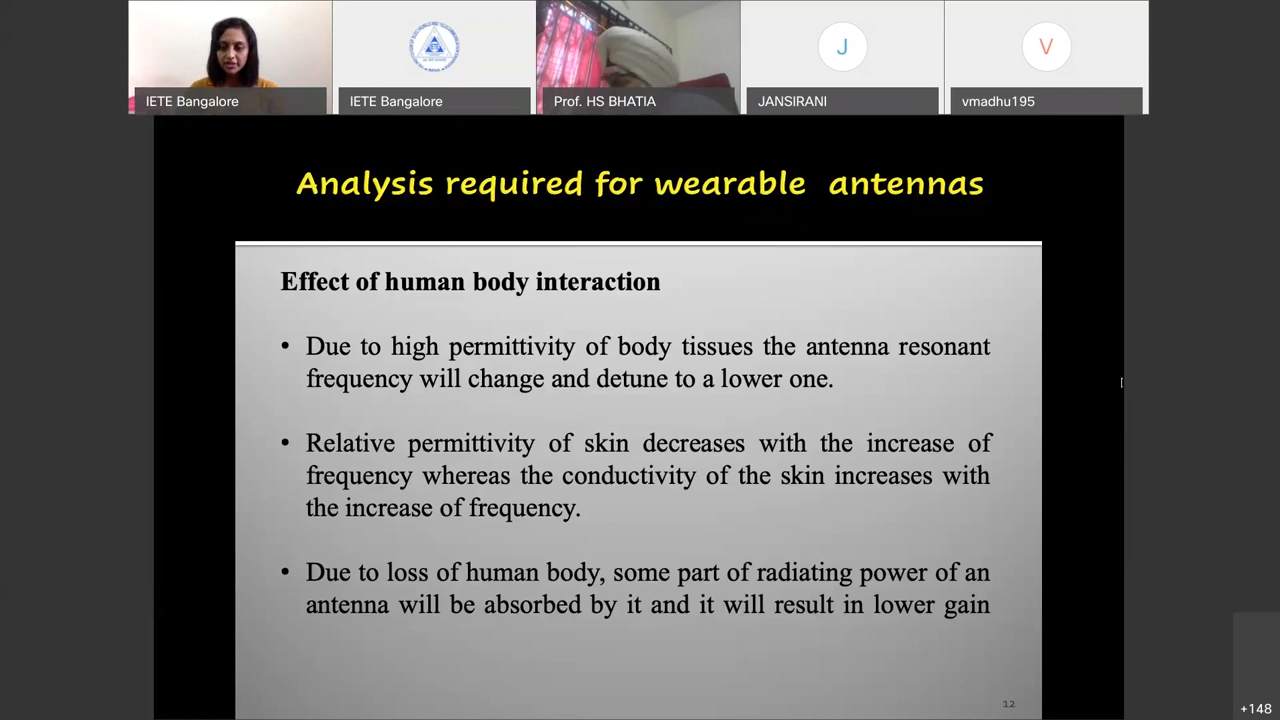 IETE Bangalore
IETE Bangalore
Prof. HS BHATIA
J
JANSIRANI
V
vmadhu195
Analysis required for wearable antennas
Effect of human body interaction
• Due to high permittivity of body tissues the antenna resonant
frequency will change and detune to a lower one.
• Relative permittivity of skin decreases with the increase of
frequency whereas the conductivity of the skin increases with
the increase of frequency.
• Due to loss of human body, some part of radiating power of an
antenna will be absorbed by it and it will result in lower gain
12
+148